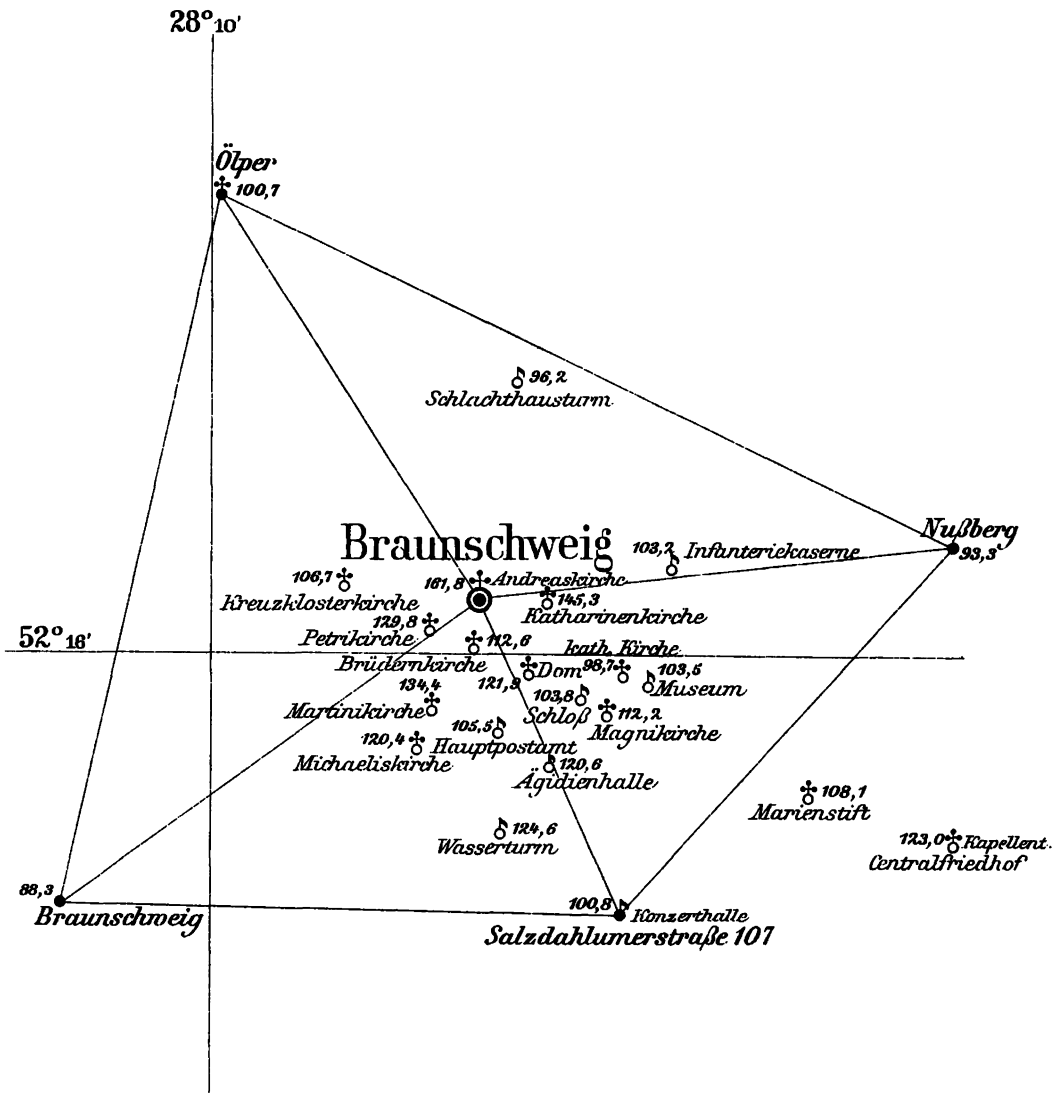 28° 10'
Ölper
100,7
96,2
Schlachthausturm
Braunschweig
Nußberg
93,3
103,2 Infanteriekaserne
106,7
Kreuzklosterkirche
161,8 Andreaskirche
145,3
Katharinenkirche
129,8
Petrikirche
52° 16'
112,6
Brüdernkirche
kath. Kirche
121,9 Dom 98,7
103,5
Museum
134,4
Martinikirche
103,8
Schloß
112,2
Magnikirche
105,5
Hauptpostamt
120,4
Michaeliskirche
120,6
Ägidienhalle
108,1
Marienstift
124,6
Wasserturm
123,0 Kapellent.
Centralfriedhof
88,3
Braunschweig
100,8 Konzerthalle
Salzdahlumerstraße 107